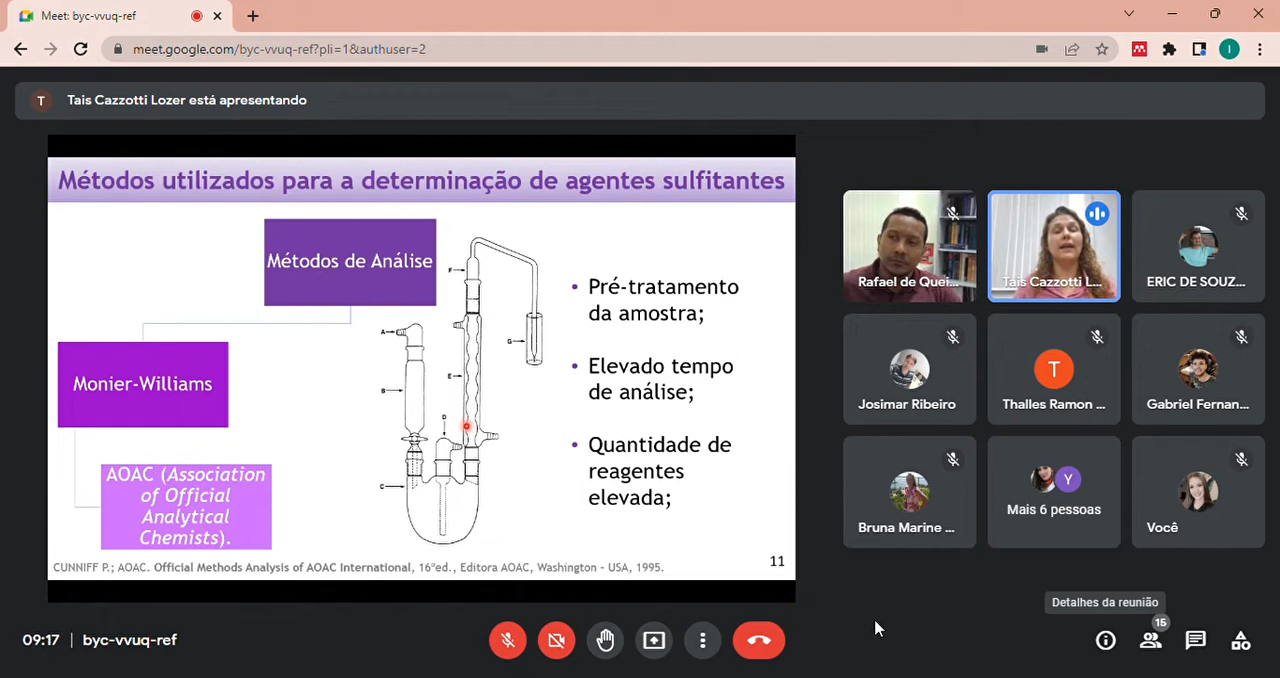 Meet: byc-vvuq-ref
meet.google.com/byc-vvuq-ref?pli=1&authuser=2
I
T
Tais Cazzotti Lozer está apresentando
Métodos utilizados para a determinação de agentes sulfitantes
Métodos de Análise
Monier-Williams
AOAC (Association
of Official
Analytical
Chemists).
F
A
G
B
E
D
C
• Pré-tratamento
da amostra;
• Elevado tempo
de análise;
• Quantidade de
reagentes
elevada;
CUNNIFF P.; AOAC. Official Methods Analysis of AOAC International, 16ªed., Editora AOAC, Washington - USA, 1995.
11
Rafael de Quei...
Tais Cazzotti L...
ERIC DE SOUZ...
Josimar Ribeiro
T
Thalles Ramon ...
Gabriel Fernan...
Bruna Marine ...
Y
Mais 6 pessoas
Você
Detalhes da reunião
09:17 | byc-vvuq-ref
15